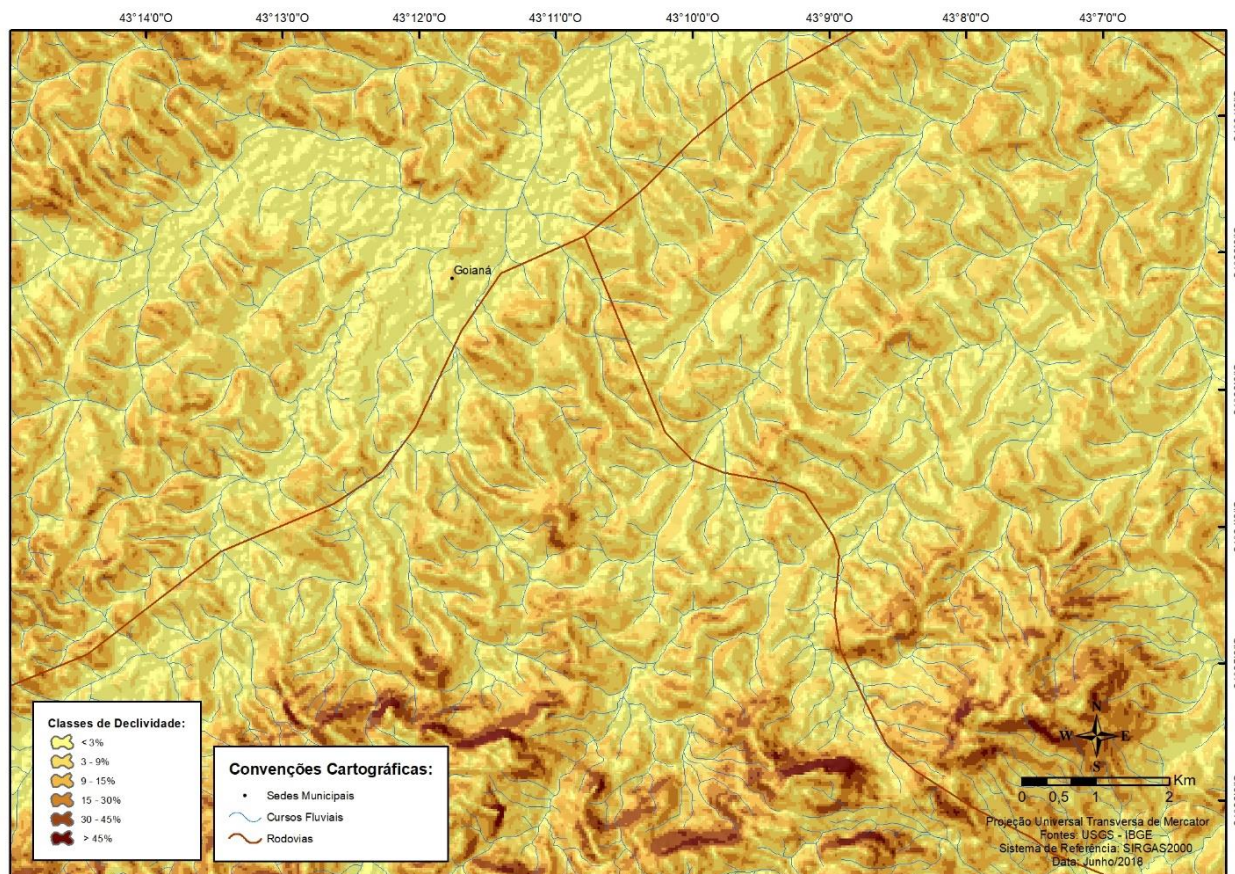 43°14'0"O 43°13'0"O 43°12'0"O 43°11'0"O 43°10'0"O 43°9'0"O 43°8'0"O 43°7'0"O
Goianá
N
W E
S
Classes de Declividade:
< 3%
3 - 9%
9 - 15%
15 - 30%
30 - 45%
> 45%
Convenções Cartográficas:
Sedes Municipais
Cursos Fluviais
Rodovias
Km
0 0,5 1 2
Projeção Universal Transversa de Mercator
Fontes: USGS - IBGE
Sistema de Referência: SIRGAS2000
Data: Junho/2018